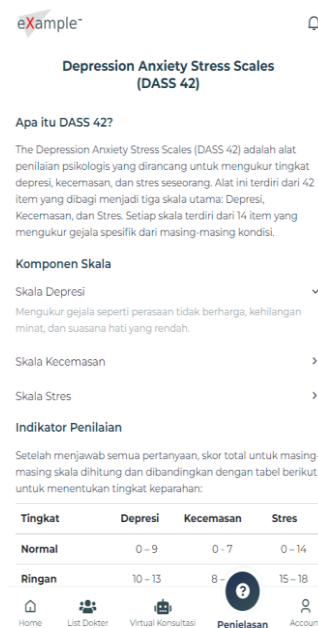 eXample
Depression Anxiety Stress Scales
(DASS 42)
Apa itu DASS 42?
The Depression Anxiety Stress Scales (DASS 42) adalah alat
penilaian psikologis yang dirancang untuk mengukur tingkat
depresi, kecemasan, dan stres seseorang. Alat ini terdiri dari 42
item yang dibagi menjadi tiga skala utama: Depresi,
Kecemasan, dan Stres. Setiap skala terdiri dari 14 item yang
mengukur gejala spesifik dari masing-masing kondisi.
Komponen Skala
Skala Depresi
Mengukur gejala seperti perasaan tidak berharga, kehilangan
minat, dan suasana hati yang rendah.
Skala Kecemasan
Skala Stres
Indikator Penilaian
Setelah menjawab semua pertanyaan, skor total untuk masing-
masing skala dihitung dan dibandingkan dengan tabel berikut
untuk menentukan tingkat keparahan:
Tingkat Depresi Kecemasan Stres
Normal 0 – 9 0 - 7 0 – 14
Ringan 10 – 13 8 – 15 – 18
Home List Dokter Virtual Konsultasi Penjelasan Accoun